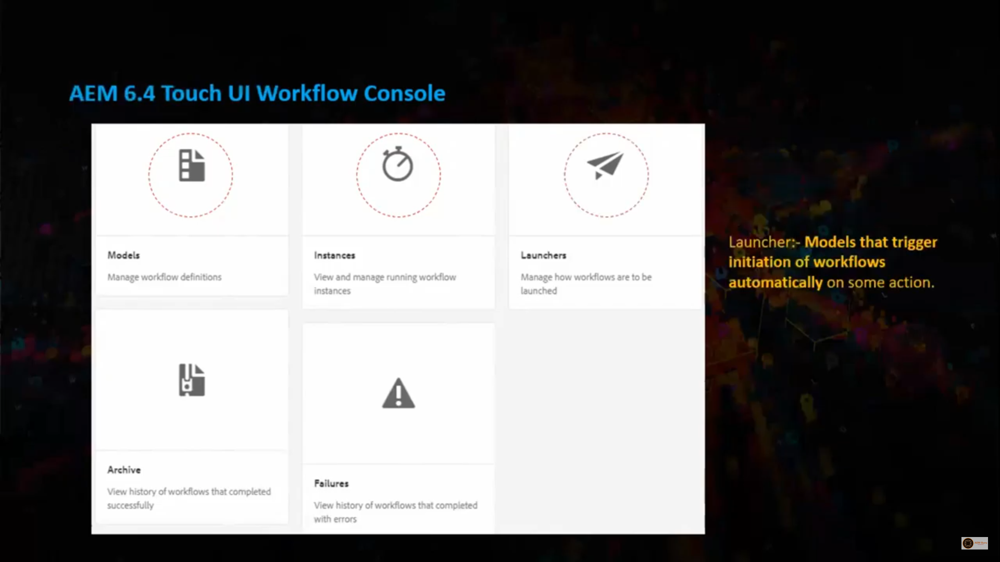 AEM 6.4 Touch UI Workflow Console
Models
Manage workflow definitions
Instances
View and manage running workflow
instances
Launchers
Manage how workflows are to be
launched
Archive
View history of workflows that completed
successfully
Failures
View history of workflows that completed
with errors
Launcher:- Models that trigger
initiation of workflows
automatically on some action.